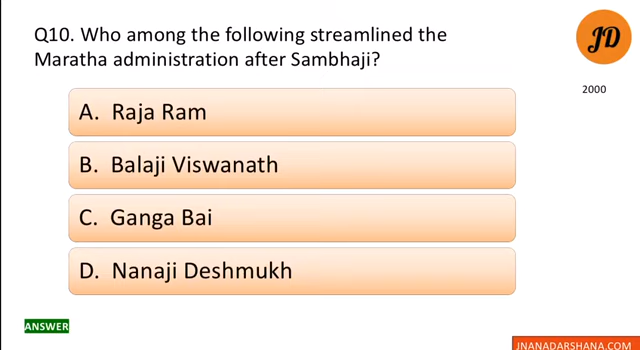 Q10. Who among the following streamlined the
Maratha administration after Sambhaji?
JD
2000
A. Raja Ram
B. Balaji Viswanath
C. Ganga Bai
D. Nanaji Deshmukh
ANSWER
JNANADARSHANA.COM